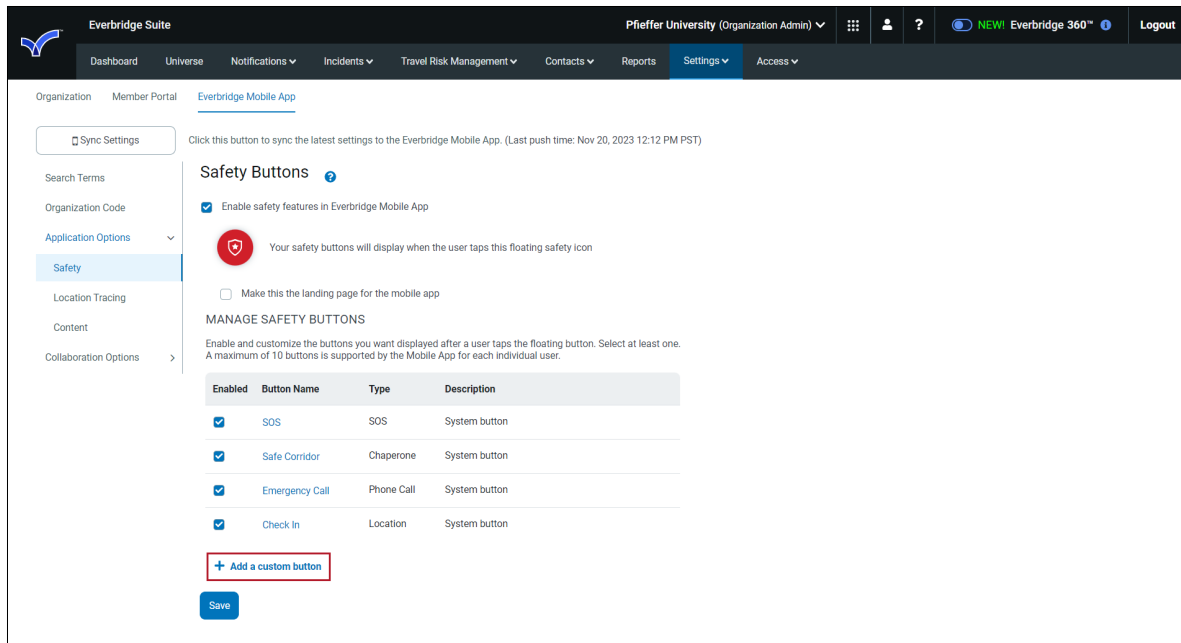 Everbridge Suite
Pfieffer University (Organization Admin)
?
NEW! Everbridge 360™ i
Logout
Dashboard Universe Notifications Incidents Travel Risk Management Contacts Reports Settings Access
Organization Member Portal Everbridge Mobile App
Sync Settings
Click this button to sync the latest settings to the Everbridge Mobile App. (Last push time: Nov 20, 2023 12:12 PM PST)
Search Terms
Organization Code
Application Options
Safety
Location Tracing
Content
Collaboration Options
Safety Buttons ?
Enable safety features in Everbridge Mobile App
Your safety buttons will display when the user taps this floating safety icon
Make this the landing page for the mobile app
MANAGE SAFETY BUTTONS
Enable and customize the buttons you want displayed after a user taps the floating button. Select at least one.
A maximum of 10 buttons is supported by the Mobile App for each individual user.
Enabled Button Name Type Description
SOS SOS System button
Safe Corridor Chaperone System button
Emergency Call Phone Call System button
Check In Location System button
+ Add a custom button
Save